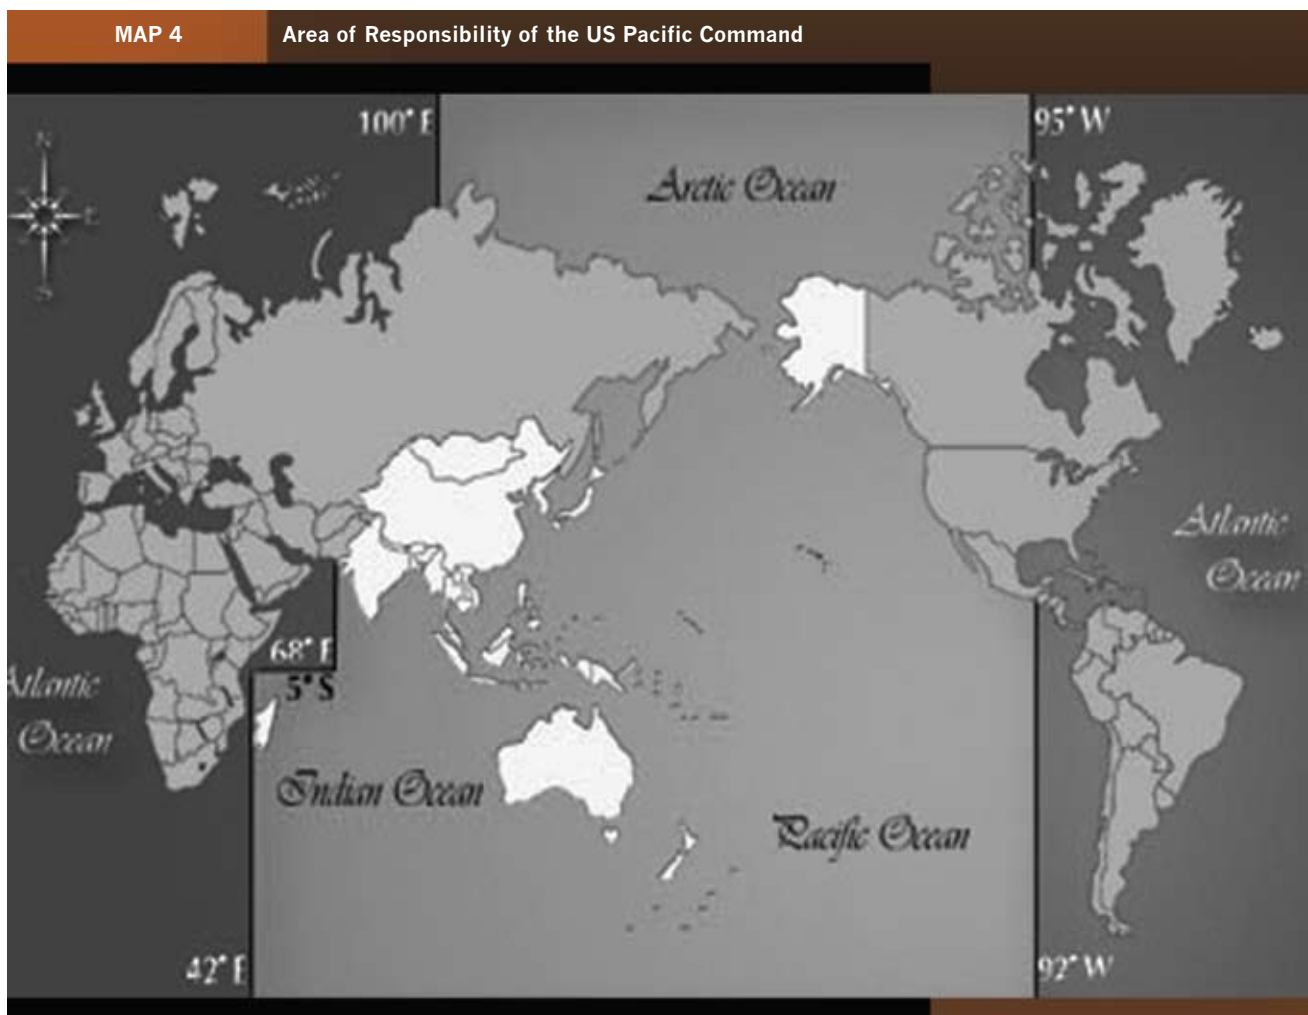 MAP 4
Area of Responsibility of the US Pacific Command
100° E
95° W
N
E
S
Arctic Ocean
Atlantic
Ocean
68° E
5° S
Atlantic
Ocean
Indian Ocean
Pacific Ocean
42° E
92° W